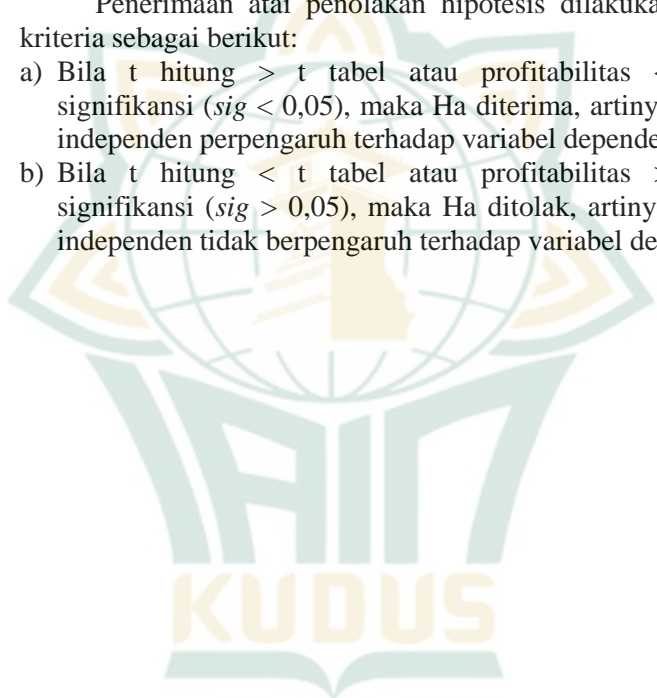 Penerimaan atai penolakan hipotesis dilakuka
kriteria sebagai berikut:
a) Bila t hitung > t tabel atau profitabilitas <
signifikansi (sig < 0,05), maka Ha diterima, artiny
independen perpengaruh terhadap variabel depende
b) Bila t hitung < t tabel atau profitabilitas >
signifikansi (sig > 0,05), maka Ha ditolak, artiny
independen tidak berpengaruh terhadap variabel de
IAIN
KUDUS